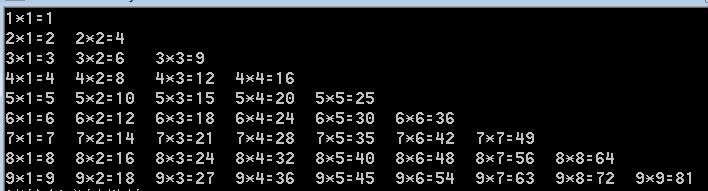 1*1=1
2*1=2 2*2=4
3*1=3 3*2=6 3*3=9
4*1=4 4*2=8 4*3=12 4*4=16
5*1=5 5*2=10 5*3=15 5*4=20 5*5=25
6*1=6 6*2=12 6*3=18 6*4=24 6*5=30 6*6=36
7*1=7 7*2=14 7*3=21 7*4=28 7*5=35 7*6=42 7*7=49
8*1=8 8*2=16 8*3=24 8*4=32 8*5=40 8*6=48 8*7=56 8*8=64
9*1=9 9*2=18 9*3=27 9*4=36 9*5=45 9*6=54 9*7=63 9*8=72 9*9=81